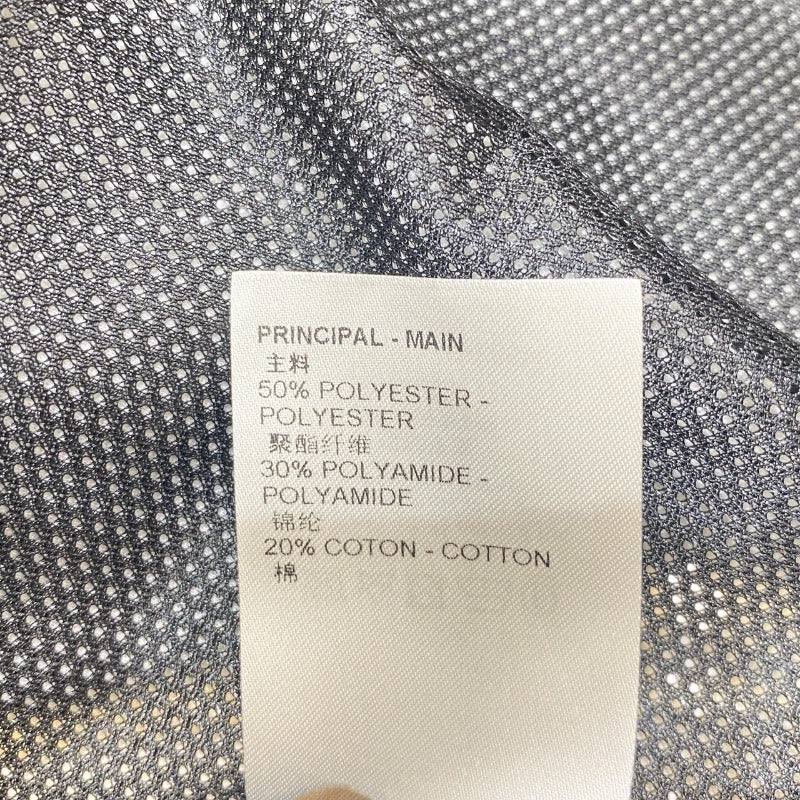 PRINCIPAL - MAIN
主料
50% POLYESTER -
POLYESTER
聚酯纤维
30% POLYAMIDE -
POLYAMIDE
锦纶
20% COTON - COTTON
棉